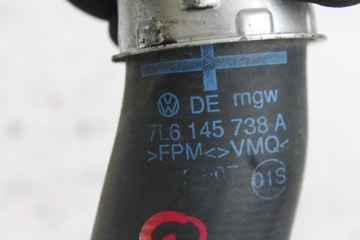 DE mgw
7L6 145 738 A
>FPM<>VMQ<
01S